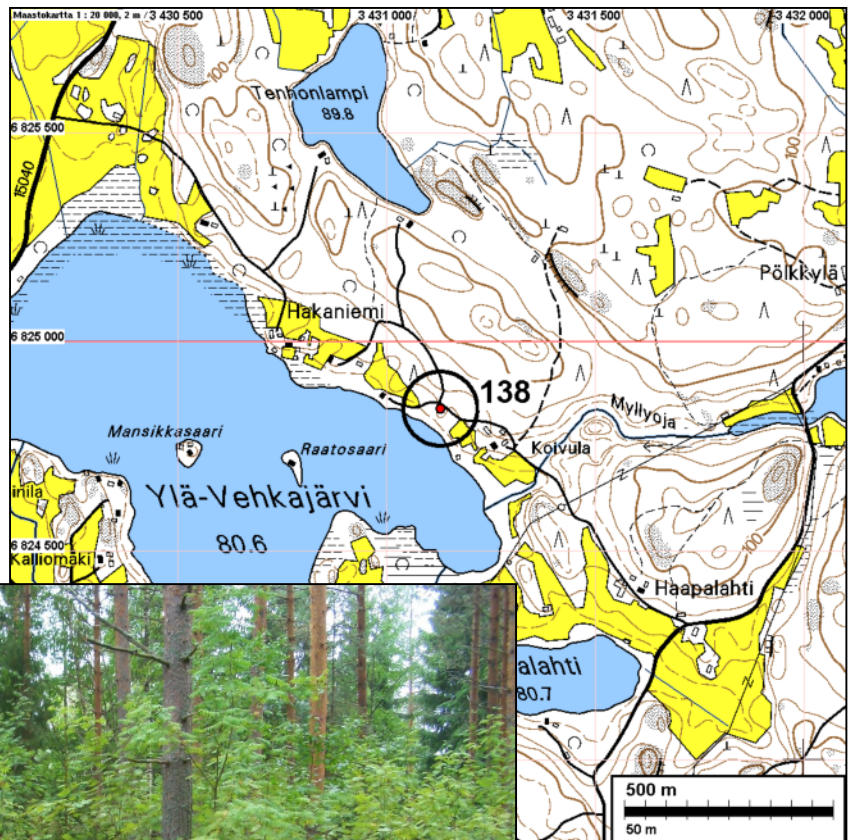 Maastokartta 1 : 20 000, 2 m / 3 430 500
3 431 000
3 431 500
3 432 000
100
Tenhonlampi
89.8
6 825 500
100
15040
Pölkkylä
Hakaniemi
6 825 000
138
Myllyoja
Mansikkasaari
Raatosaari
Koivula
inila
Ylä-Vehkajärvi
80.6
100
6 824 500
Kalliomäki
Haapalahti
alahti
80.7
500 m
50 m